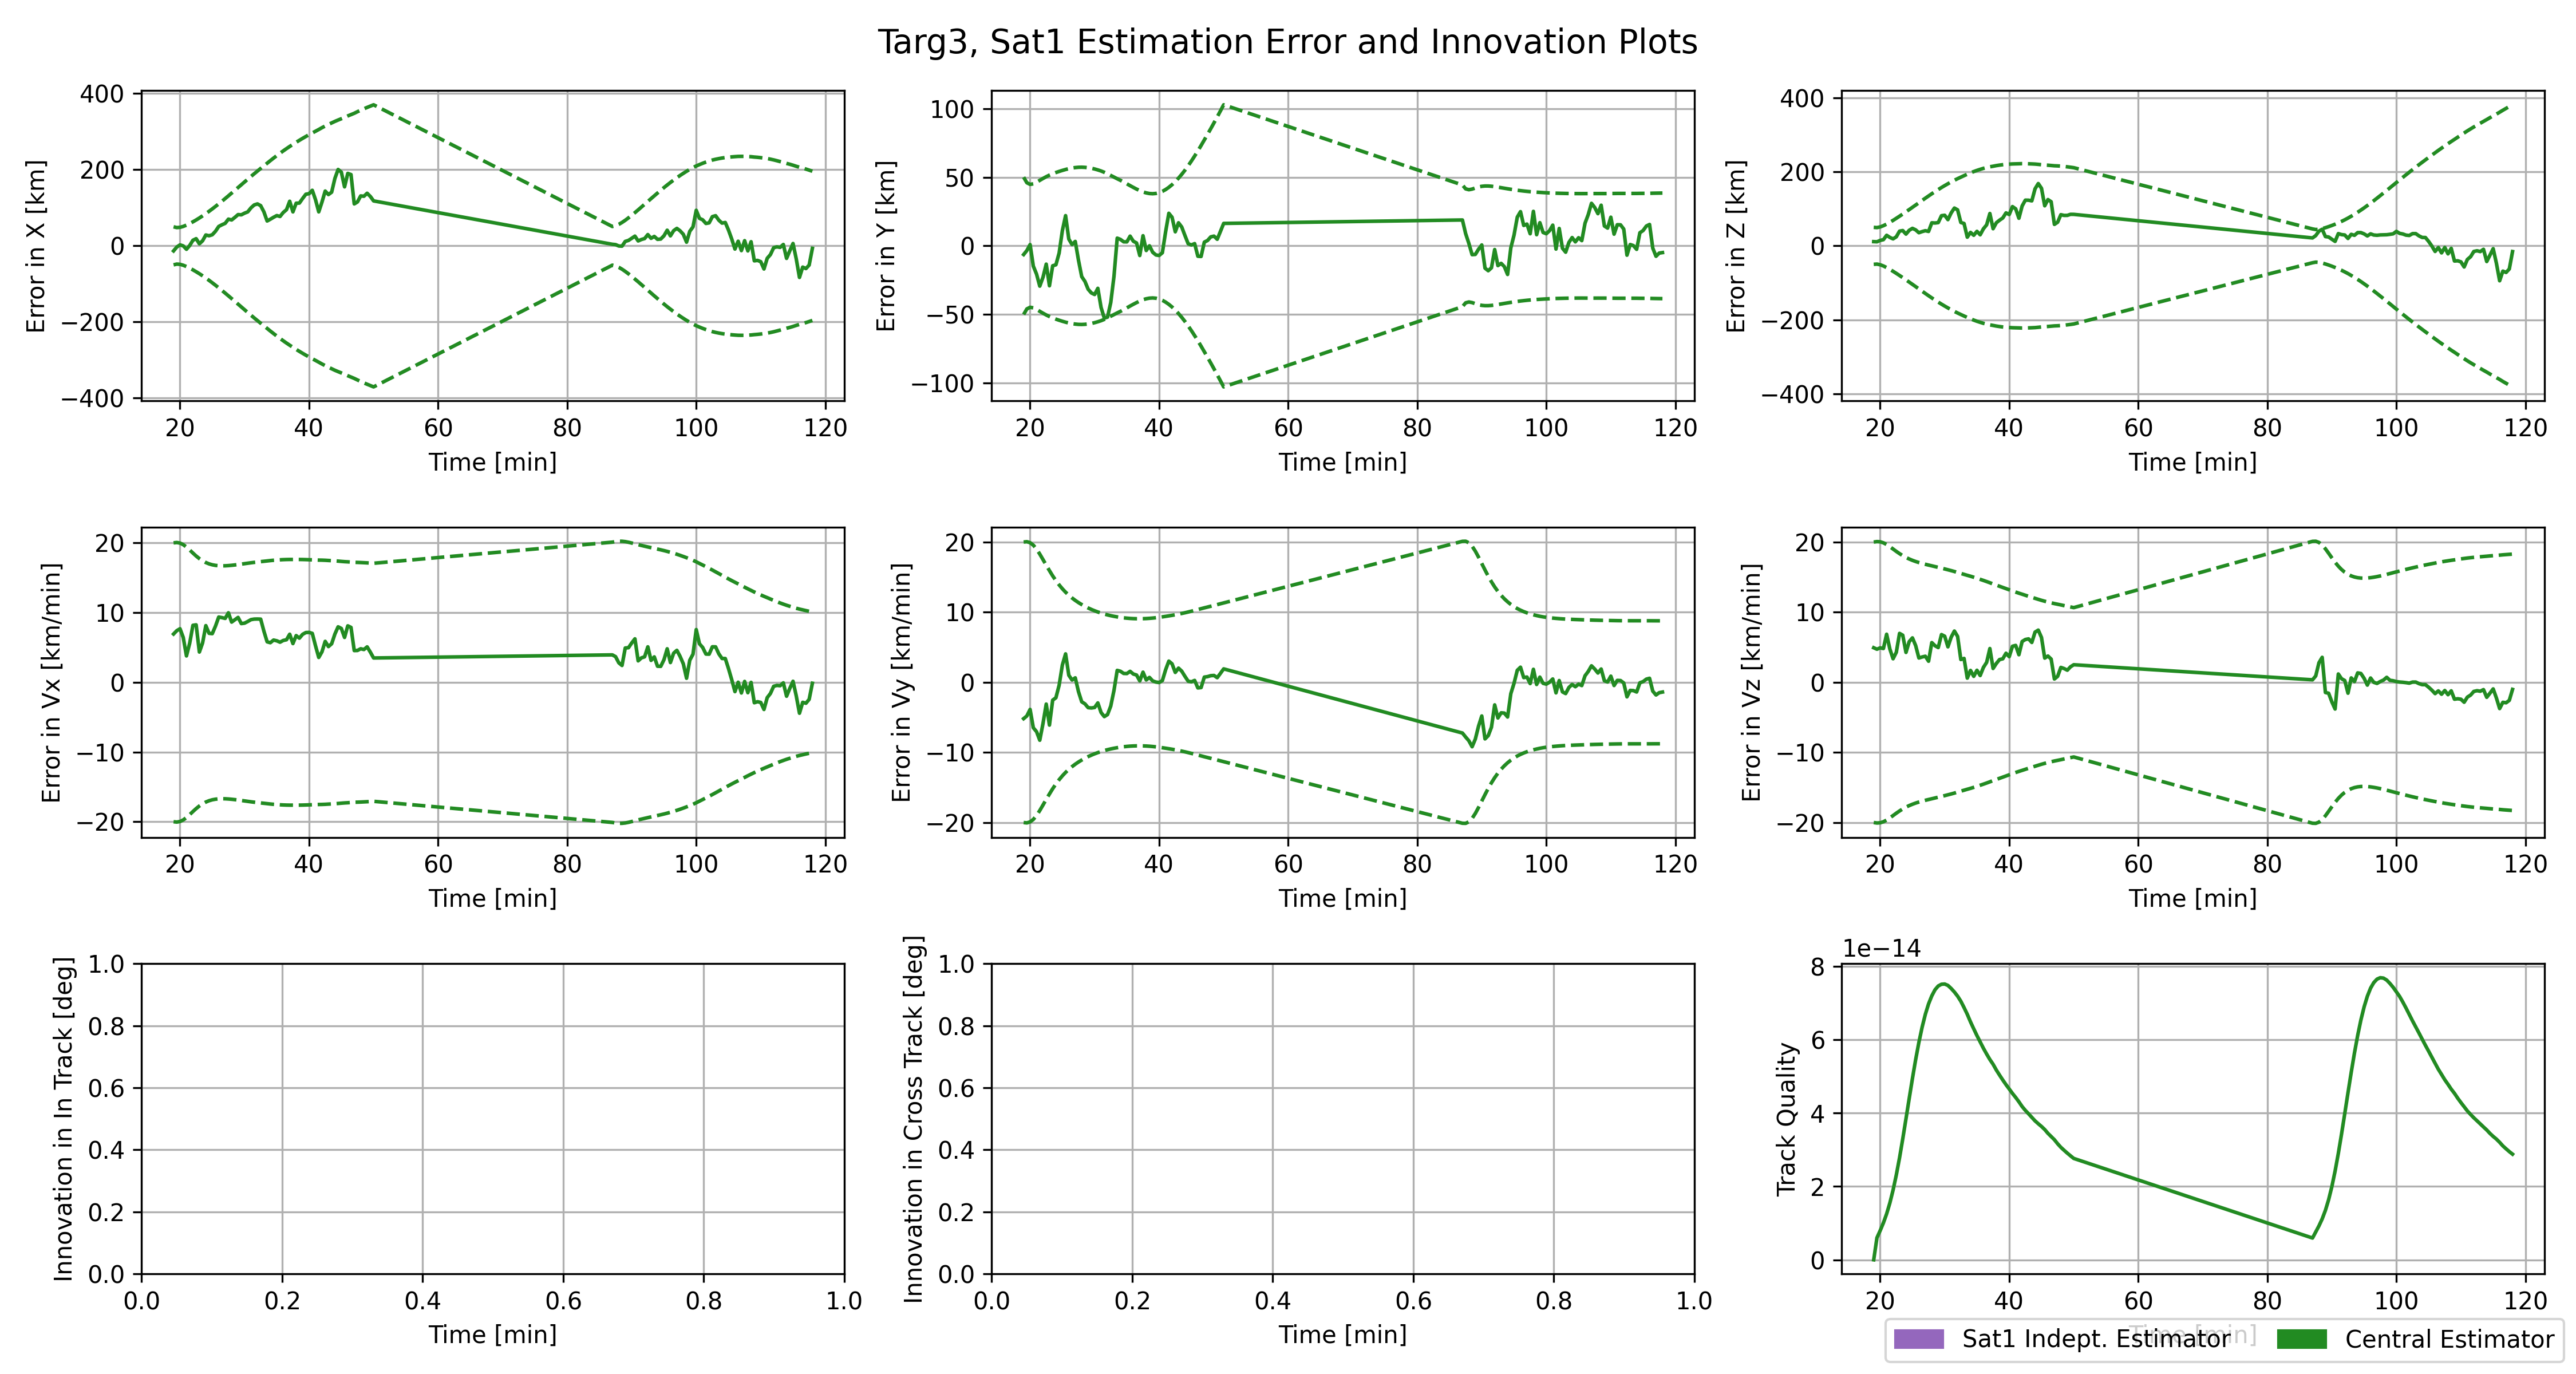 Targ3, Sat1 Estimation Error and Innovation Plots
400
200
0
−200
−400
Error in X [km]
20 40 60 80 100 120
Time [min]
100
50
0
−50
−100
Error in Y [km]
20 40 60 80 100 120
Time [min]
400
200
0
−200
−400
Error in Z [km]
20 40 60 80 100 120
Time [min]
20
10
0
−10
−20
Error in Vx [km/min]
20 40 60 80 100 120
Time [min]
20
10
0
−10
−20
Error in Vy [km/min]
20 40 60 80 100 120
Time [min]
20
10
0
−10
−20
Error in Vz [km/min]
20 40 60 80 100 120
Time [min]
1.0
0.8
0.6
0.4
0.2
0.0
Innovation in In Track [deg]
0.0 0.2 0.4 0.6 0.8 1.0
Time [min]
1.0
0.8
0.6
0.4
0.2
0.0
Innovation in Cross Track [deg]
0.0 0.2 0.4 0.6 0.8 1.0
Time [min]
1e−14
8
6
4
2
0
Track Quality
20 40 60 80 100 120
Time [min]
Sat1 Indept. Estimator
Central Estimator